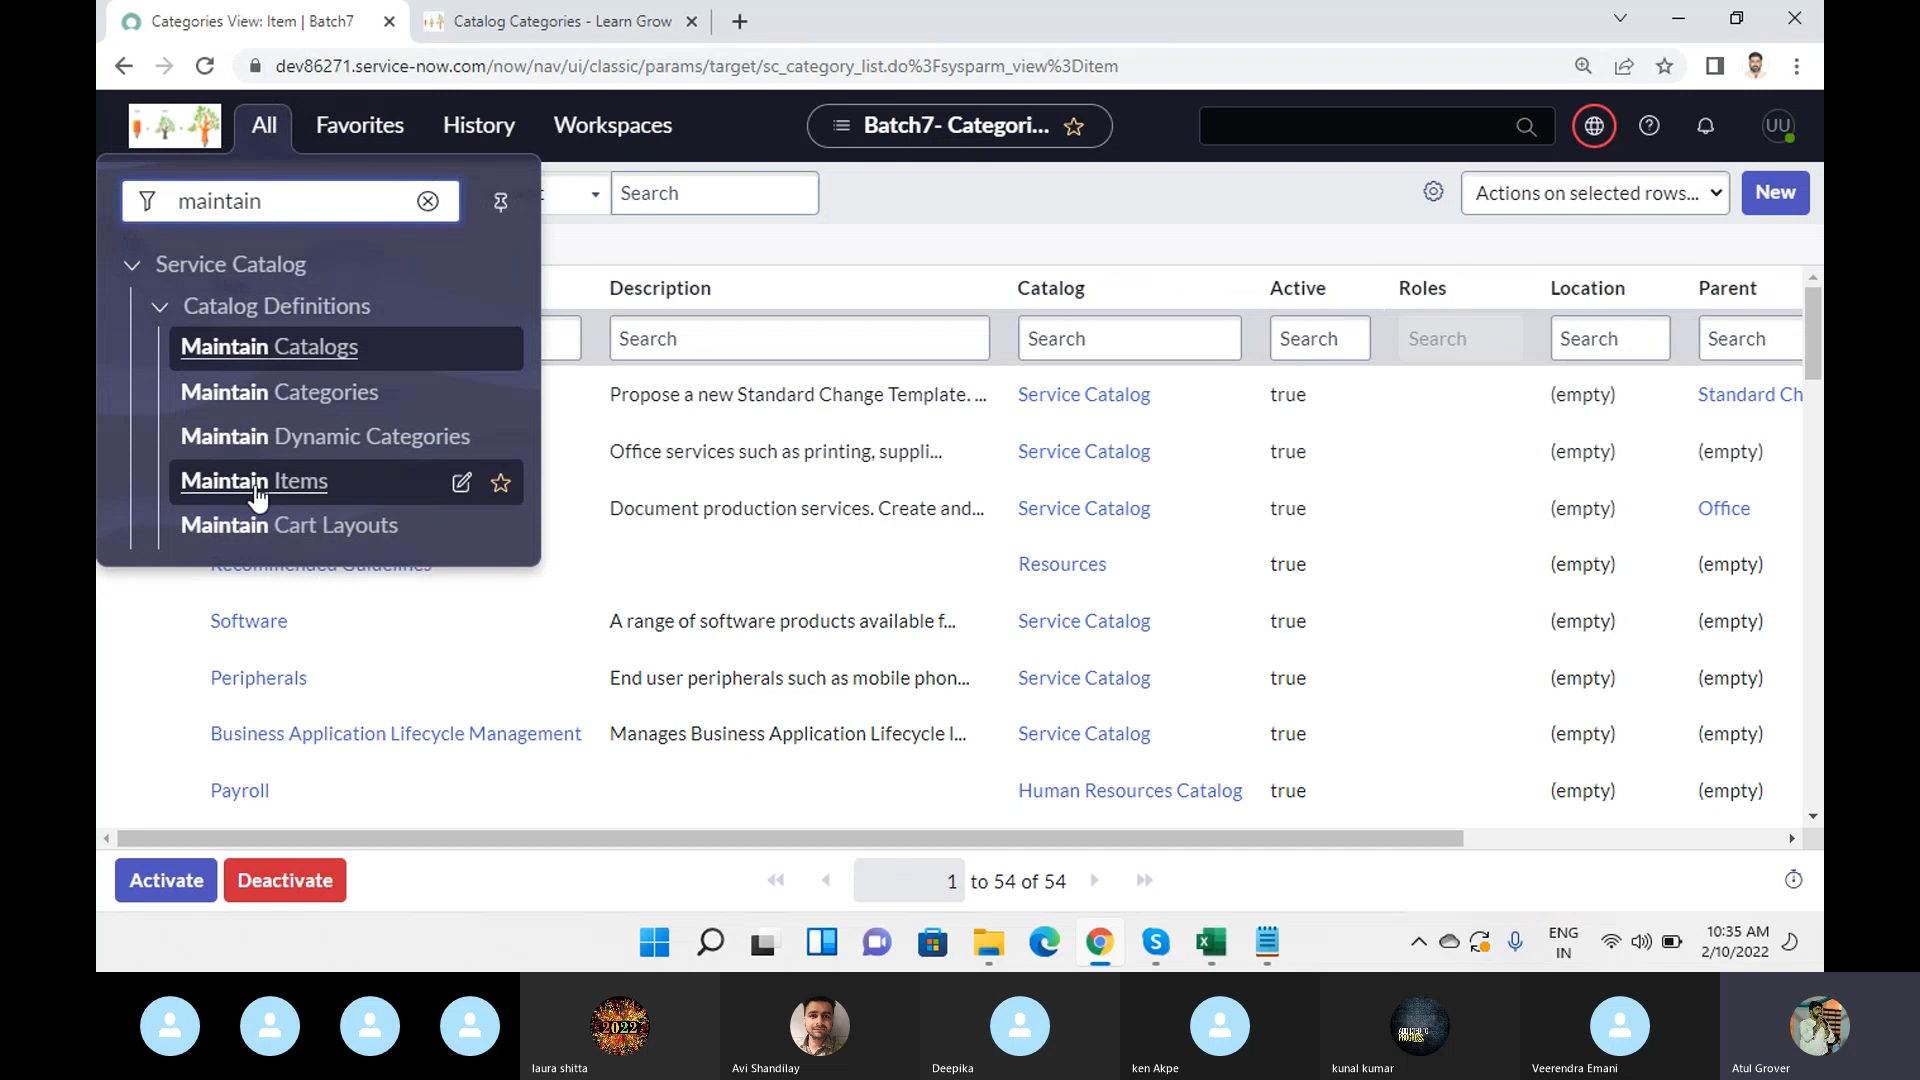 Categories View: Item | Batch7
Catalog Categories - Learn Grow
dev86271.service-now.com/now/nav/ui/classic/params/target/sc_category_list.do%3Fsysparm_view%3Ditem
All Favorites History Workspaces
Batch7- Categori...
UU
maintain
Search
Actions on selected rows...
New
Service Catalog
Catalog Definitions
Maintain Catalogs
Maintain Categories
Maintain Dynamic Categories
Maintain Items
Maintain Cart Layouts
Description Catalog Active Roles Location Parent
Search Search Search Search Search Search
Propose a new Standard Change Template. ... Service Catalog true (empty) Standard Ch
Office services such as printing, suppli... Service Catalog true (empty) (empty)
Document production services. Create and... Service Catalog true (empty) Office
Recommended Guidelines Resources true (empty) (empty)
Software A range of software products available f... Service Catalog true (empty) (empty)
Peripherals End user peripherals such as mobile phon... Service Catalog true (empty) (empty)
Business Application Lifecycle Management Manages Business Application Lifecycle I... Service Catalog true (empty) (empty)
Payroll Human Resources Catalog true (empty) (empty)
Activate Deactivate 1 to 54 of 54
ENG
IN
10:35 AM
2/10/2022
2022
laura shitta
Avi Shandilay
Deepika
ken Akpe
kunal kumar
Veerendra Emani
Atul Grover